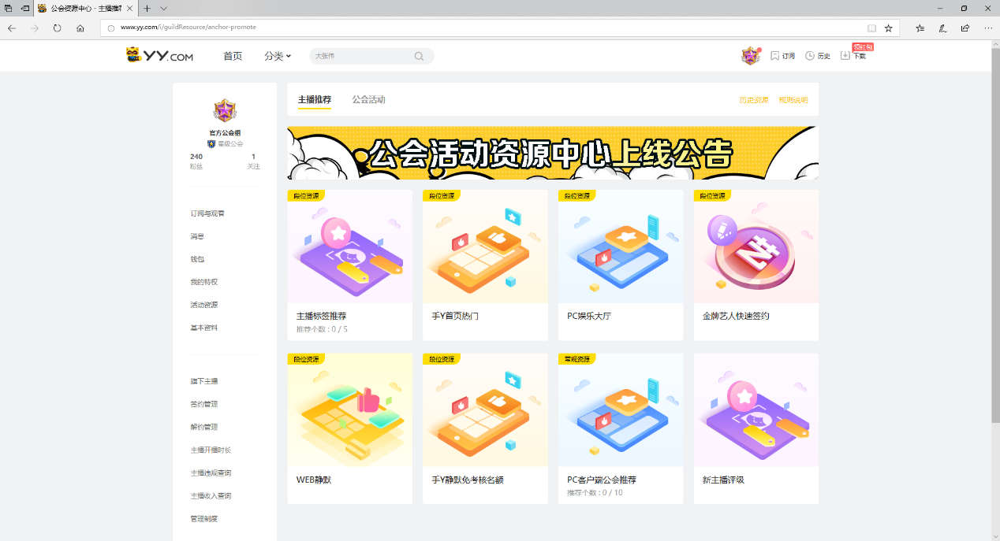 公会资源中心 - 主播推荐
www.yy.com/i/guildResource/anchor-promote
YY.COM
首页
分类
大张伟
订阅
历史
领红包
下载
官方公会组
星级公会
240
粉丝
1
关注
订阅与观看
消息
钱包
我的特权
活动资源
基本资料
旗下主播
签约管理
解约管理
主播开播时长
主播违规查询
主播收入查询
管理制度
主播推荐
公会活动
历史资源
规则说明
公会活动资源中心上线公告
段位资源
主播标签推荐
推荐个数 : 0 / 5
段位资源
手Y首页热门
段位资源
PC娱乐大厅
段位资源
金牌艺人快速签约
段位资源
WEB静默
段位资源
手Y静默免考核名额
常规资源
PC客户端公会推荐
推荐个数 : 0 / 10
新主播评级